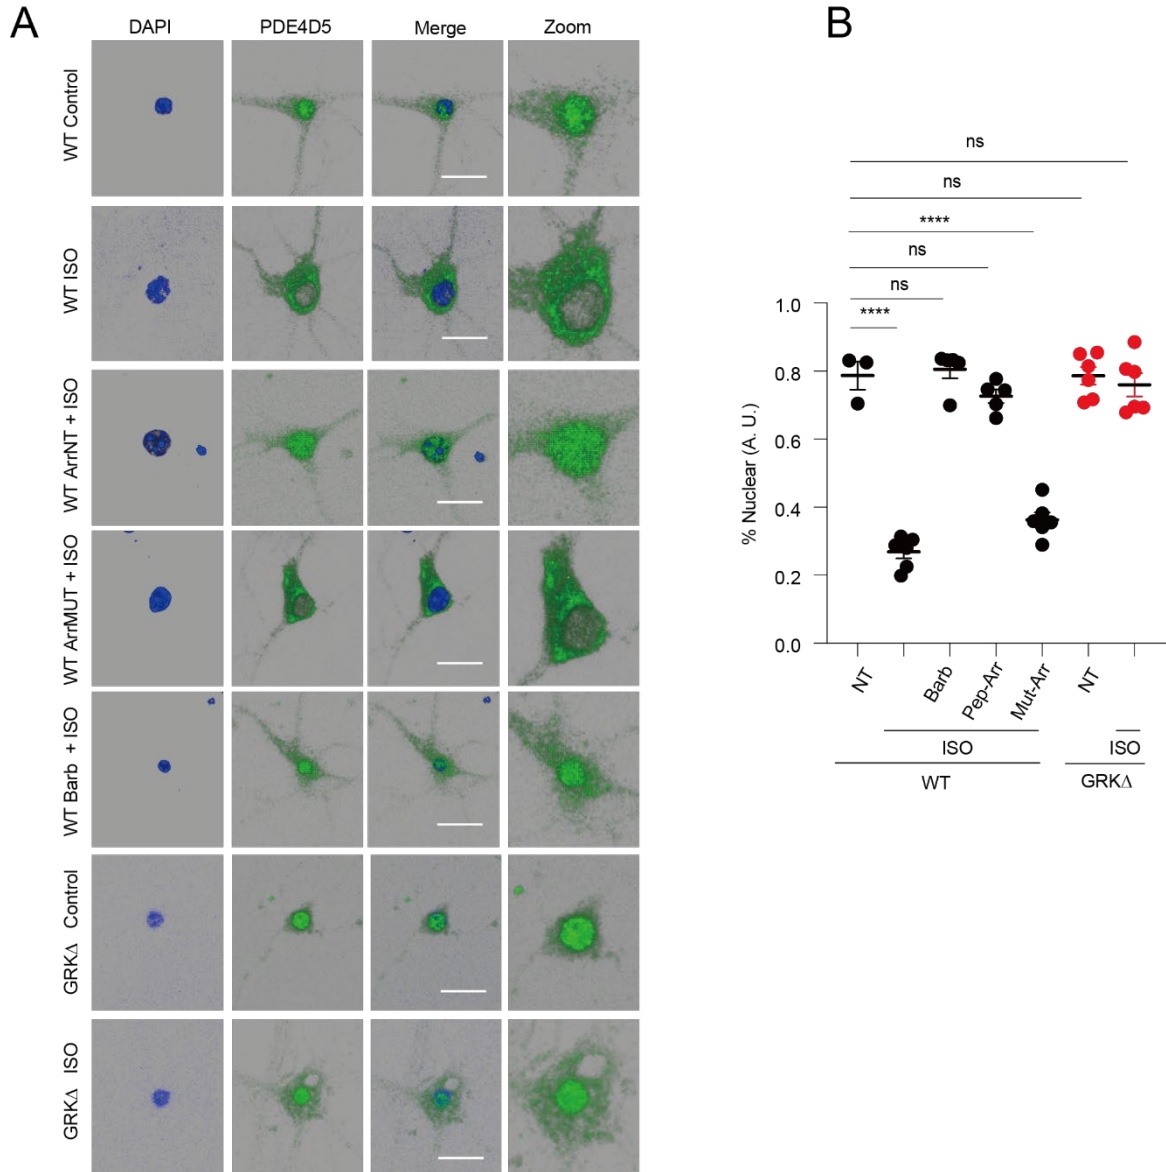 A
DAPI PDE4D5 Merge Zoom
WT Control
WT ISO
WT ArrNT + ISO
WT ArrMUT + ISO
WT Barb + ISO
GRKΔ Control
GRKΔ ISO
B
ns
ns
****
ns
ns
****
% Nuclear (A. U.)
1.0
0.8
0.6
0.4
0.2
0.0
NT Barb Pep-Arr Mut-Arr NT
ISO ISO
WT GRKΔ